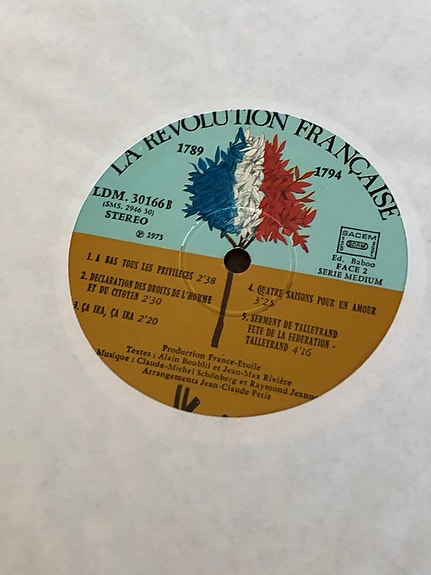 LA RÉVOLUTION FRANÇAISE
1789
1794
LDM. 30166 B
(SMS. 2946 30)
STEREO
℗ 1973
SACEM
Ed. Baboo
FACE 2
SERIE MEDIUM
1. A BAS TOUS LES PRIVILEGES 2'38
2. DECLARATION DES DROITS DE L'HOMME
ET DU CITOYEN 2'30
3. ÇA IRA, ÇA IRA 2'20
4. QUATRE SAISONS POUR UN AMOUR
3'25
5. SERMENT DE TALLEYRAND
FETE DE LA FEDERATION -
TALLEYRAND 4'16
Production France-Etoile
Textes : Alain Boublil et Jean-Max Rivière
Musique : Claude-Michel Schönberg et Raymond Jeanno
Arrangements Jean-Claude Petit